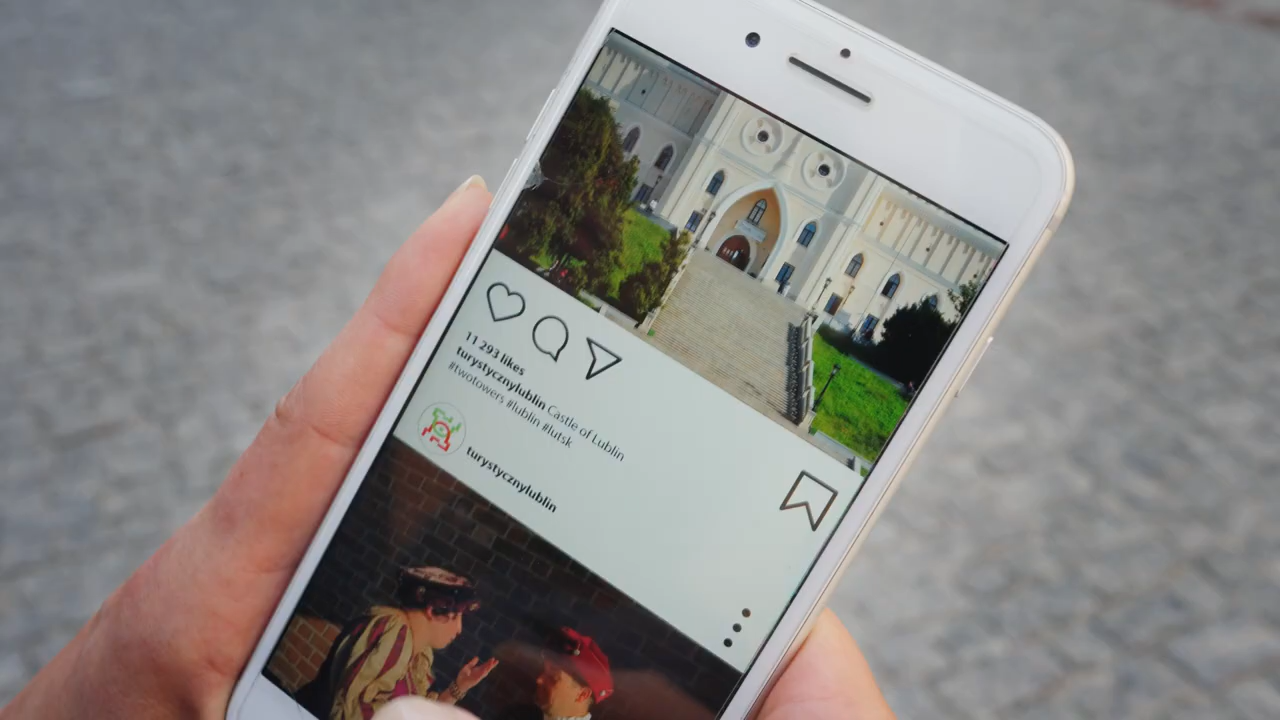 11 293 likes
turystycznylublin Castle of Lublin
#twotowers #lublin #lutsk
turystycznylublin